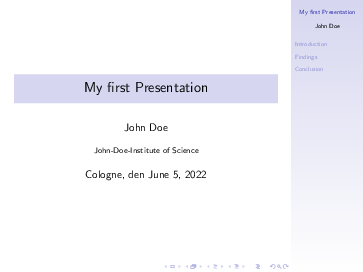 My first Presentation
John Doe
John-Doe-Institute of Science
Cologne, den June 5, 2022
My first Presentation
John Doe
Introduction
Findings
Conclusion